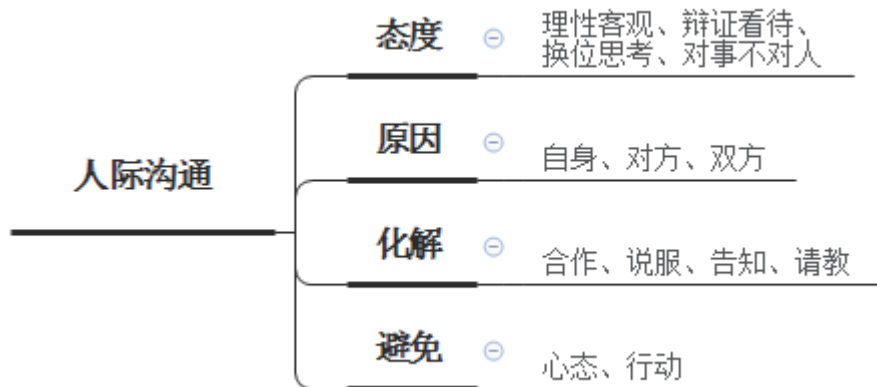 人际沟通
态度
理性客观、辩证看待、
换位思考、对事不对人
原因
自身、对方、双方
化解
合作、说服、告知、请教
避免
心态、行动